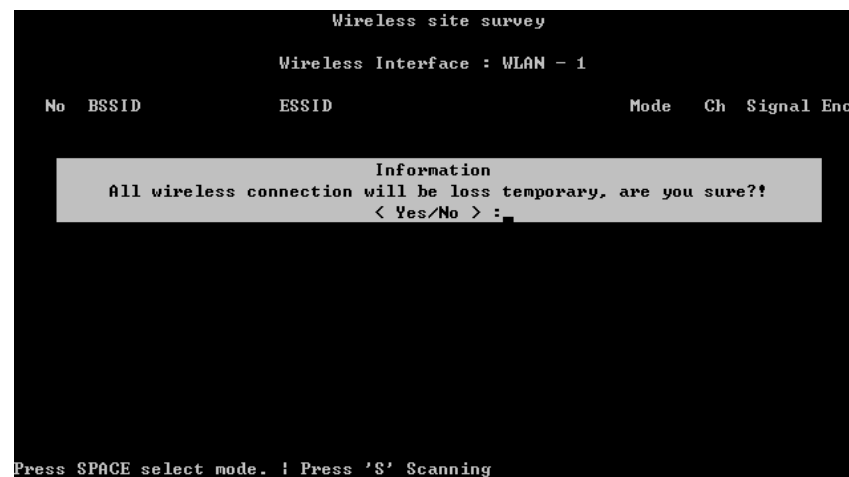 Wireless site survey
Wireless Interface : WLAN - 1
No BSSID ESSID Mode Ch Signal Enc
Information
All wireless connection will be loss temporary, are you sure?!
< Yes/No > :_
Press SPACE select mode. ¦ Press 'S' Scanning